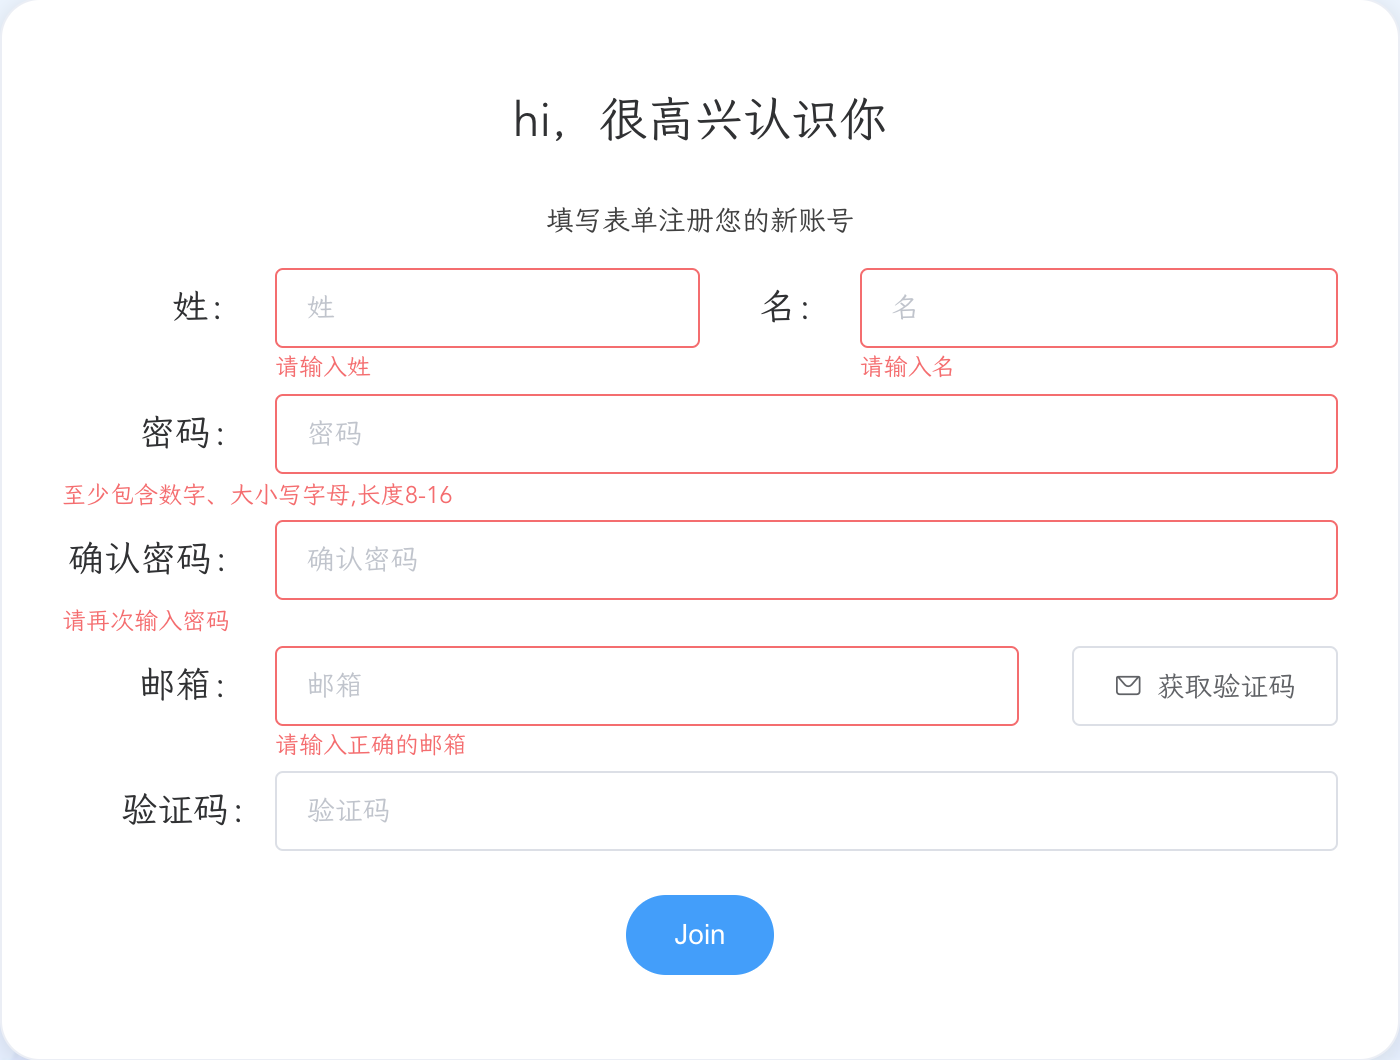 hi，很高兴认识你
填写表单注册您的新账号
姓： 姓 名： 名
请输入姓 请输入名
密码： 密码
至少包含数字、大小写字母,长度8-16
确认密码： 确认密码
请再次输入密码
邮箱： 邮箱 获取验证码
请输入正确的邮箱
验证码： 验证码
Join